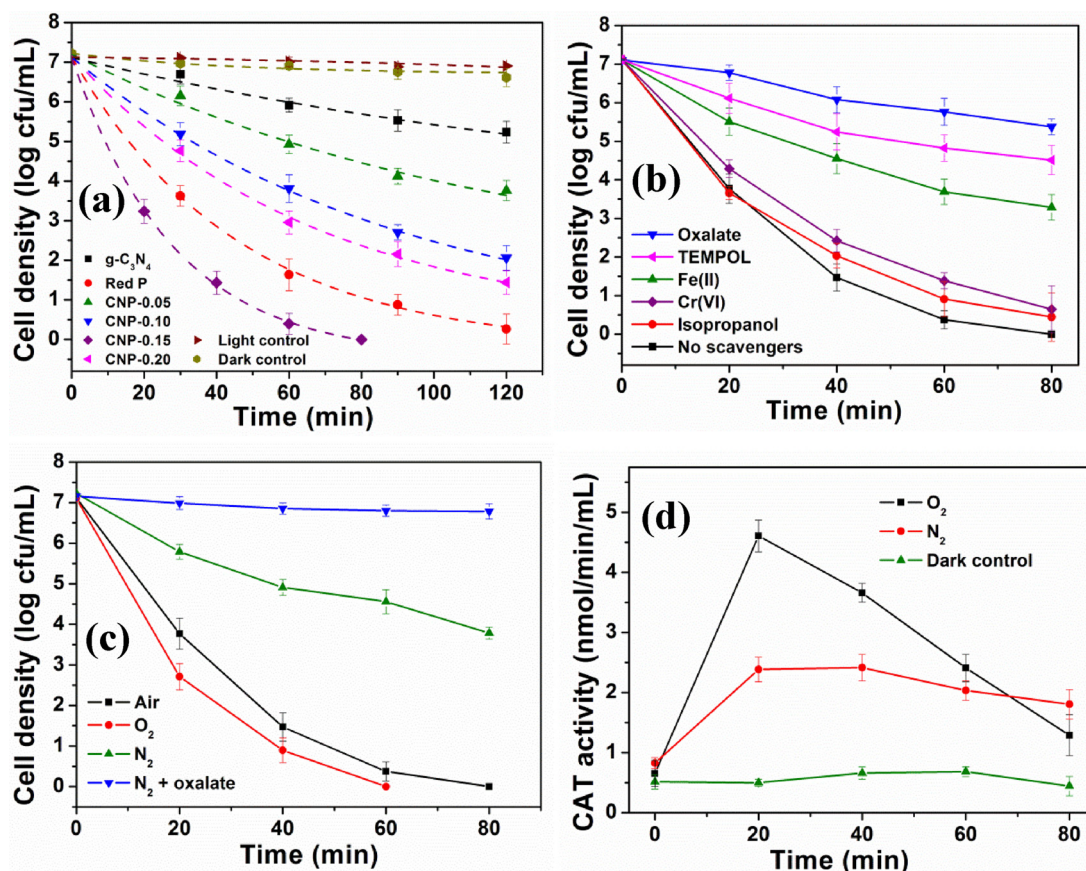 8
7
6
5
4
3
2
1
0
Cell density (log cfu/mL)
(a)
g-C₃N₄
Red P
CNP-0.05
CNP-0.10
CNP-0.15
CNP-0.20
Light control
Dark control
0 20 40 60 80 100 120
Time (min)
8
7
6
5
4
3
2
1
0
Cell density (log cfu/mL)
(b)
Oxalate
TEMPOL
Fe(II)
Cr(VI)
Isopropanol
No scavengers
0 20 40 60 80
Time (min)
8
7
6
5
4
3
2
1
0
Cell density (log cfu/mL)
(c)
Air
O₂
N₂
N₂ + oxalate
0 20 40 60 80
Time (min)
5
4
3
2
1
0
CAT activity (nmol/min/mL)
(d)
O₂
N₂
Dark control
0 20 40 60 80
Time (min)